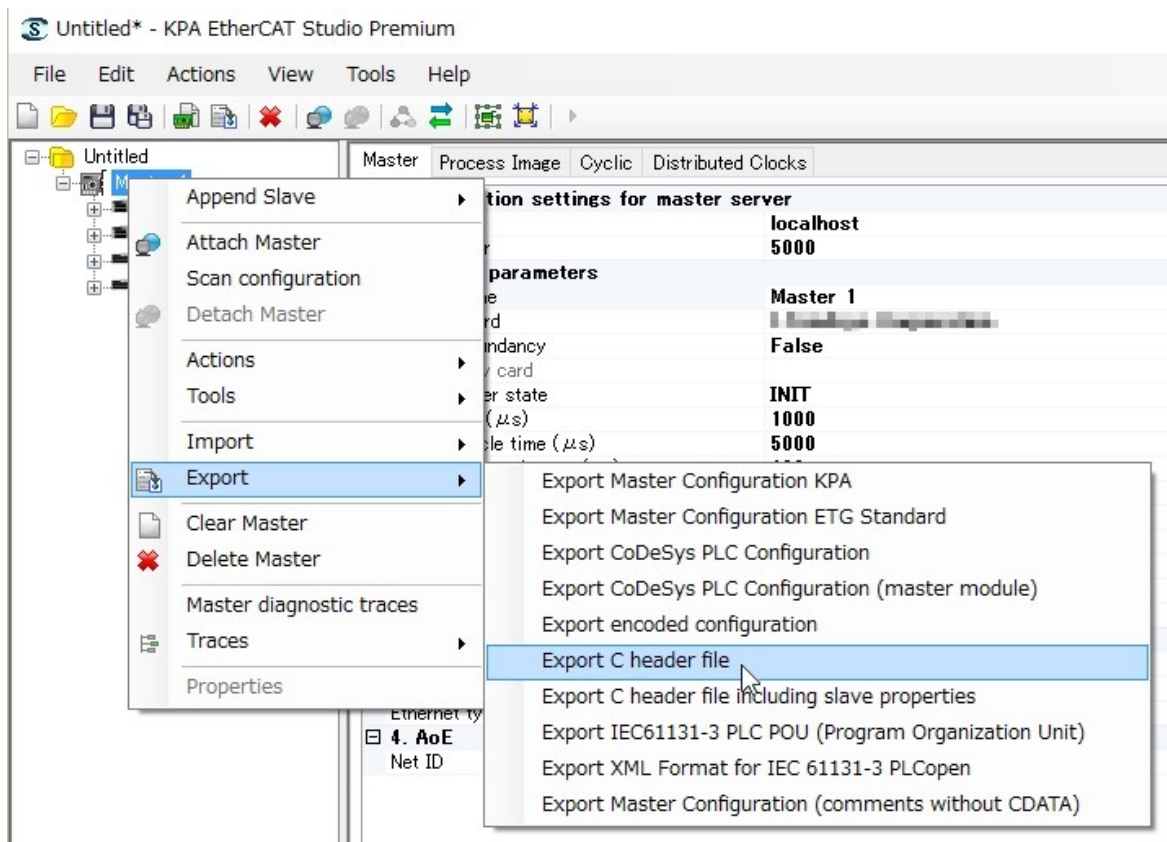 Untitled* - KPA EtherCAT Studio Premium
File Edit Actions View Tools Help
Untitled
Master Process Image Cyclic Distributed Clocks
tion settings for master server
localhost
5000
parameters
Master 1
ndancy False
card
er state INIT
(μs) 1000
cle time (μs) 5000
Append Slave
Attach Master
Scan configuration
Detach Master
Actions
Tools
Import
Export
Clear Master
Delete Master
Master diagnostic traces
Traces
Properties
Export Master Configuration KPA
Export Master Configuration ETG Standard
Export CoDeSys PLC Configuration
Export CoDeSys PLC Configuration (master module)
Export encoded configuration
Export C header file
Export C header file including slave properties
Export IEC61131-3 PLC POU (Program Organization Unit)
Export XML Format for IEC 61131-3 PLCopen
Export Master Configuration (comments without CDATA)
Ethernet ty
4. AoE
Net ID